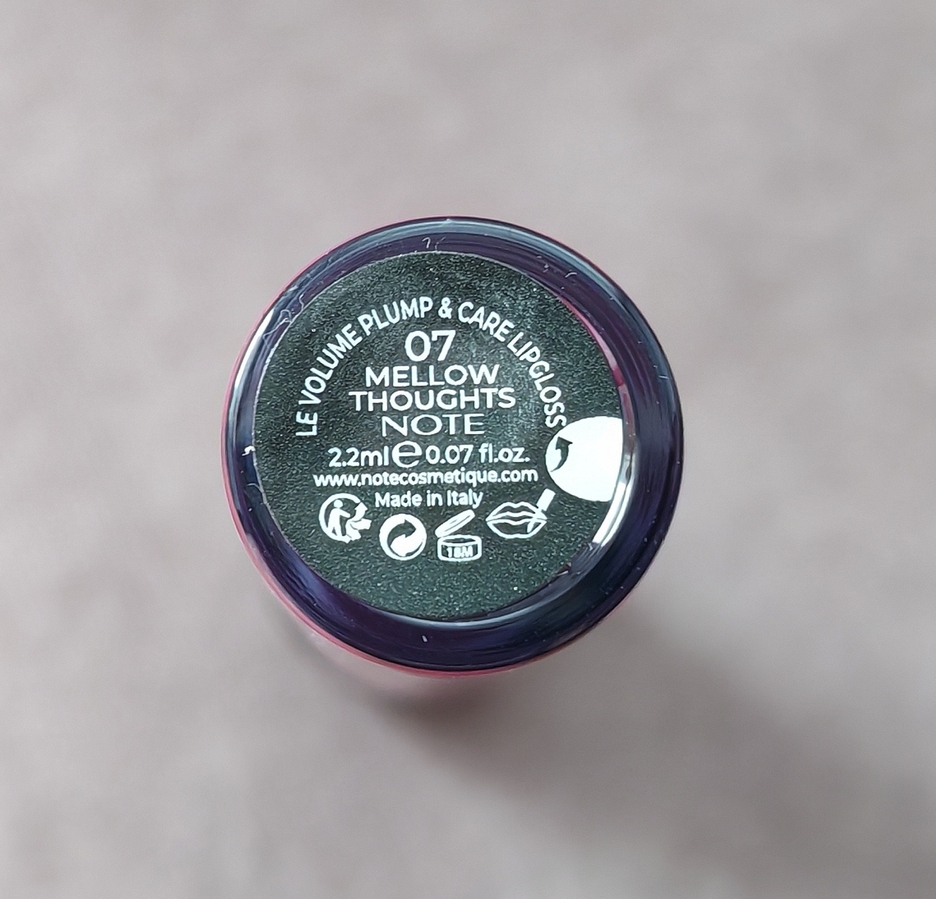 LE VOLUME PLUMP & CARE LIPGLOSS
07
MELLOW
THOUGHTS
NOTE
2.2ml e 0.07 fl.oz.
www.notecosmetique.com
Made in Italy
18M